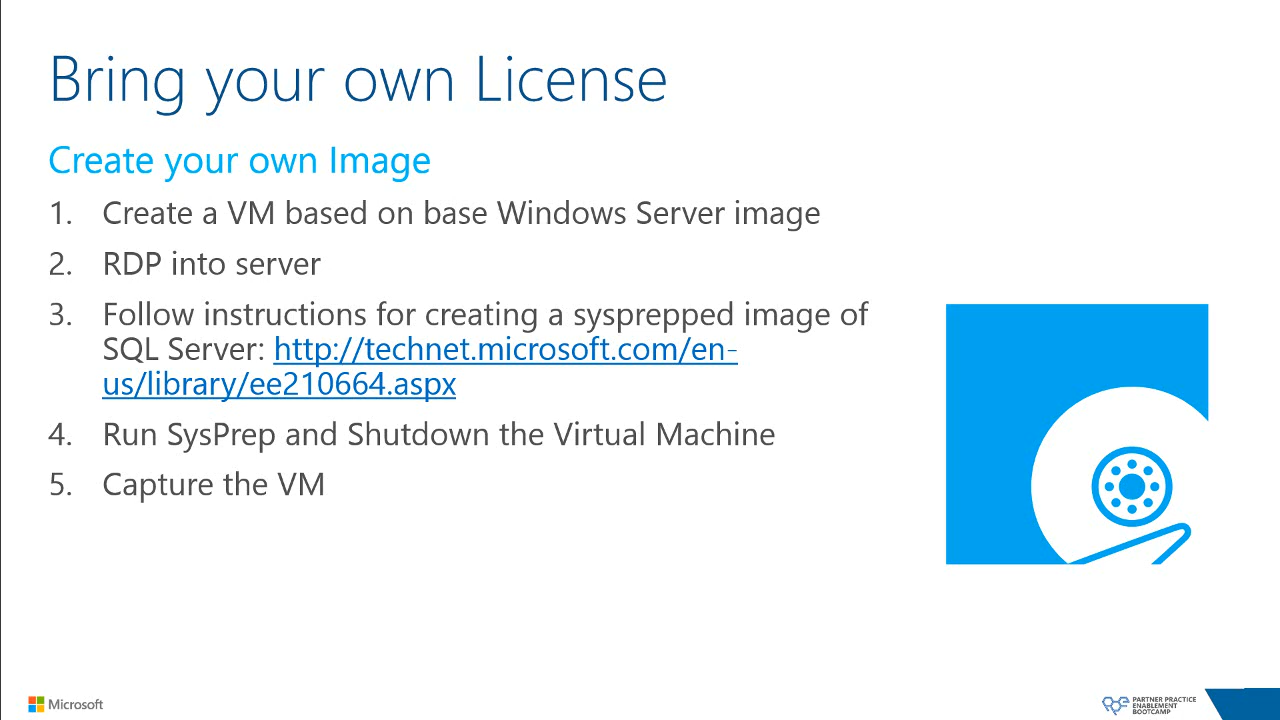 Bring your own License
Create your own Image
1. Create a VM based on base Windows Server image
2. RDP into server
3. Follow instructions for creating a sysprepped image of
SQL Server: http://technet.microsoft.com/en-
us/library/ee210664.aspx
4. Run SysPrep and Shutdown the Virtual Machine
5. Capture the VM
Microsoft
PARTNER PRACTICE
ENABLEMENT
BOOTCAMP